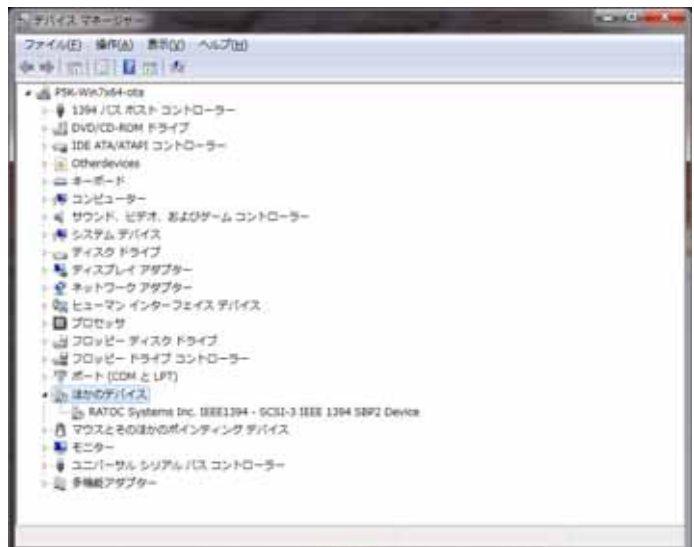 デバイス マネージャー
ファイル(F) 操作(A) 表示(V) ヘルプ(H)
PSK-Win7x64-ota
1394 バス ホスト コントローラー
DVD/CD-ROM ドライブ
IDE ATA/ATAPI コントローラー
Otherdevices
キーボード
コンピューター
サウンド、ビデオ、およびゲーム コントローラー
システム デバイス
ディスク ドライブ
ディスプレイ アダプター
ネットワーク アダプター
ヒューマン インターフェイス デバイス
プロセッサ
フロッピー ディスク ドライブ
フロッピー ドライブ コントローラー
ポート (COM と LPT)
ほかのデバイス
RATOC Systems Inc. IEEE1394 - SCSI-3 IEEE 1394 SBP2 Device
マウスとそのほかのポインティング デバイス
モニター
ユニバーサル シリアル バス コントローラー
多機能アダプター